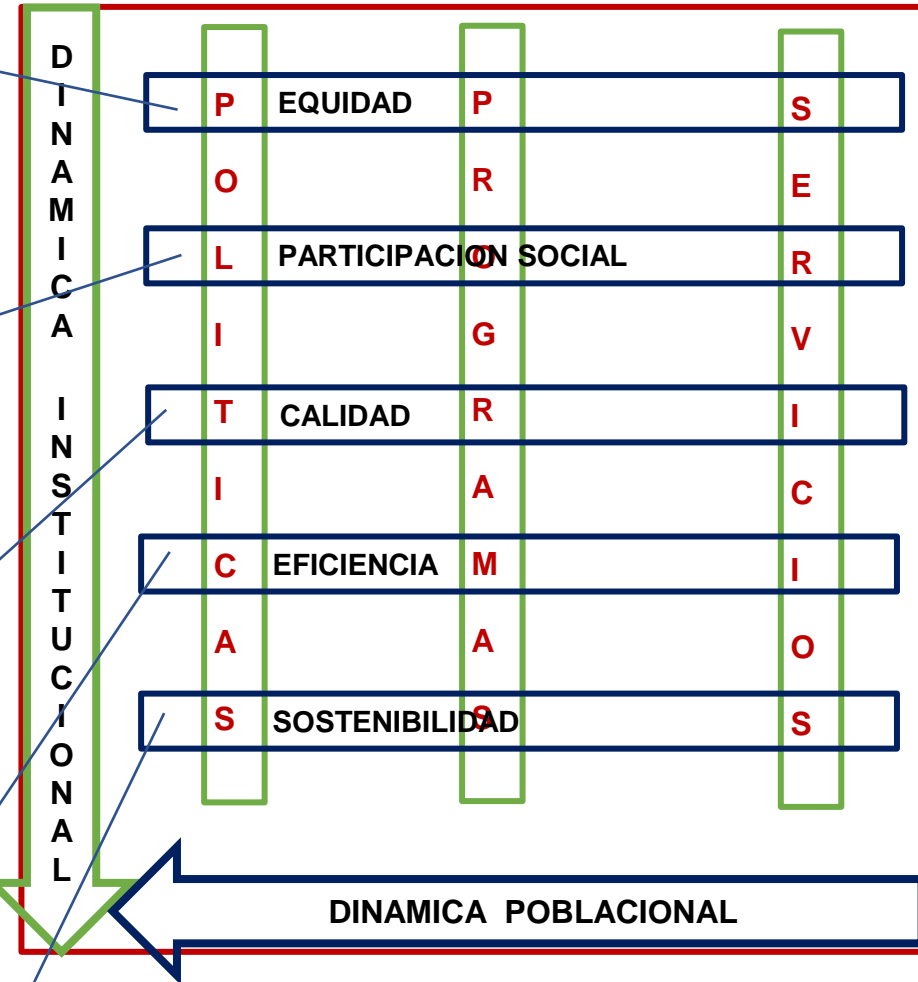 DINAMICA INSTITUCIONAL
POLITICAS
PROGRAMAS
SERVICIOS
EQUIDAD
PARTICIPACION SOCIAL
CALIDAD
EFICIENCIA
SOSTENIBILIDAD
DINAMICA POBLACIONAL